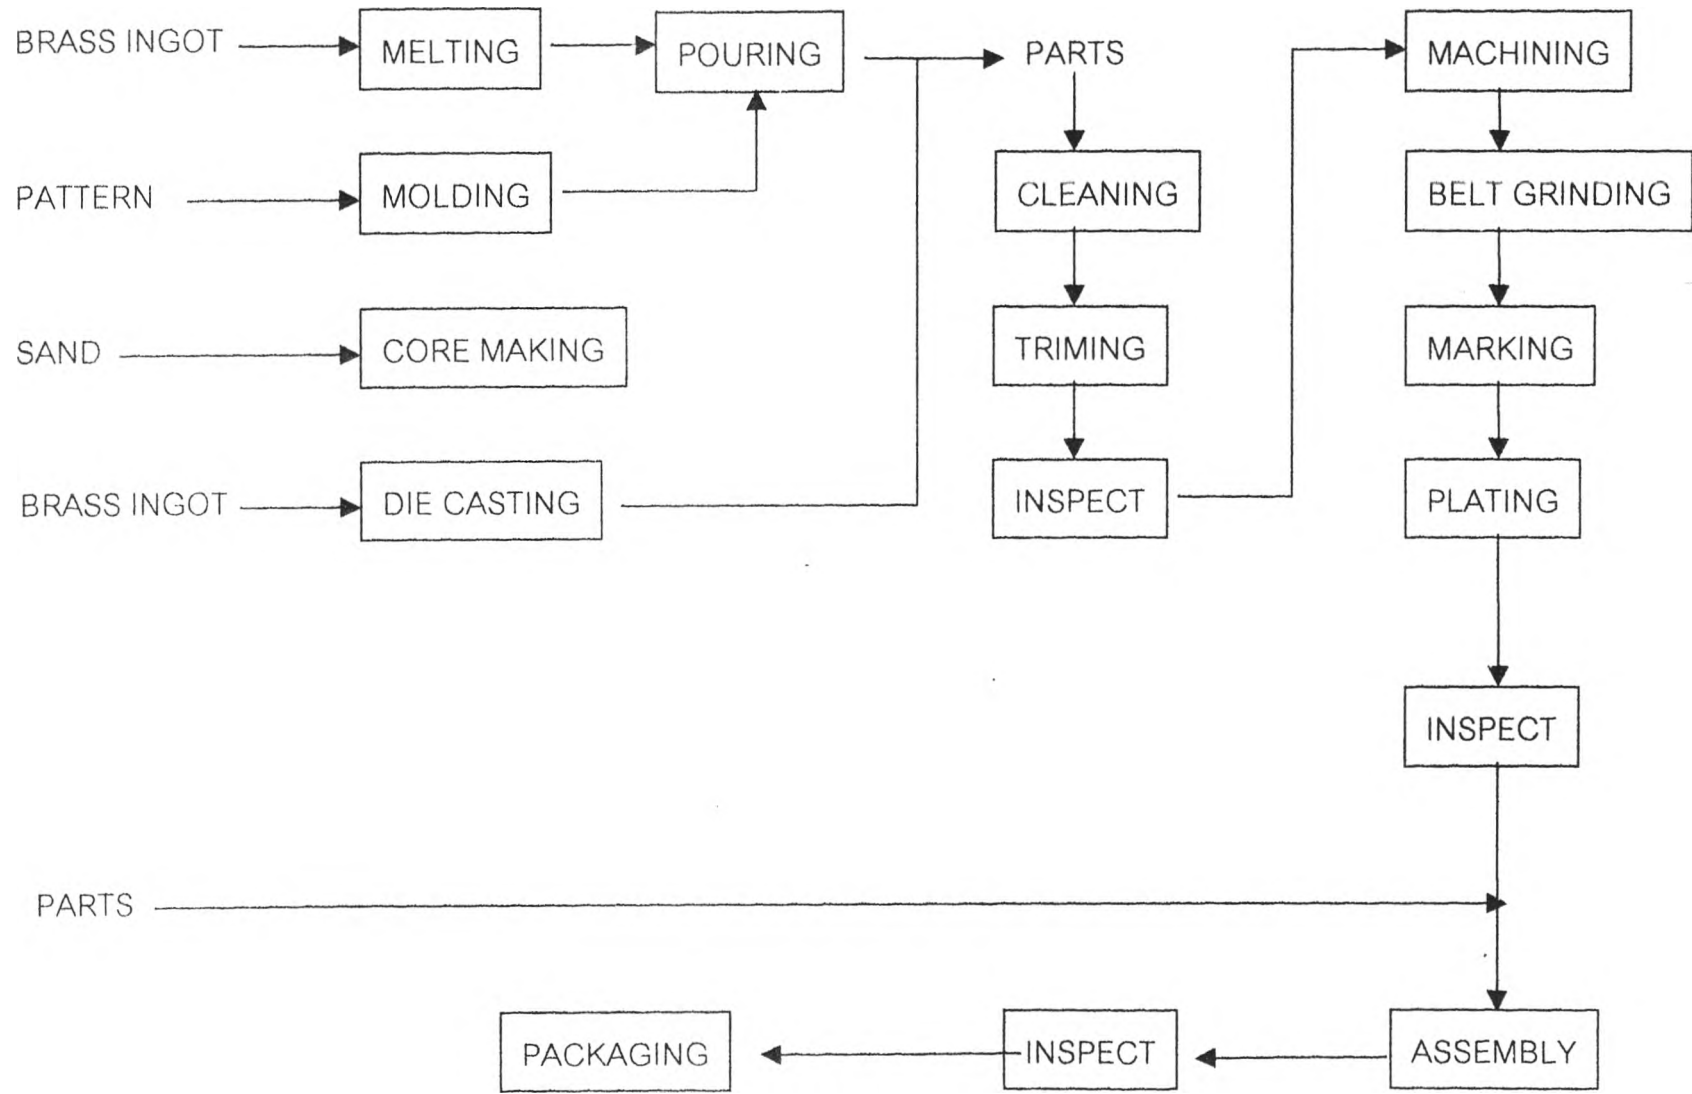 BRASS INGOT
MELTING
POURING
PARTS
MACHINING
PATTERN
MOLDING
CLEANING
BELT GRINDING
SAND
CORE MAKING
TRIMING
MARKING
BRASS INGOT
DIE CASTING
INSPECT
PLATING
INSPECT
PARTS
PACKAGING
INSPECT
ASSEMBLY